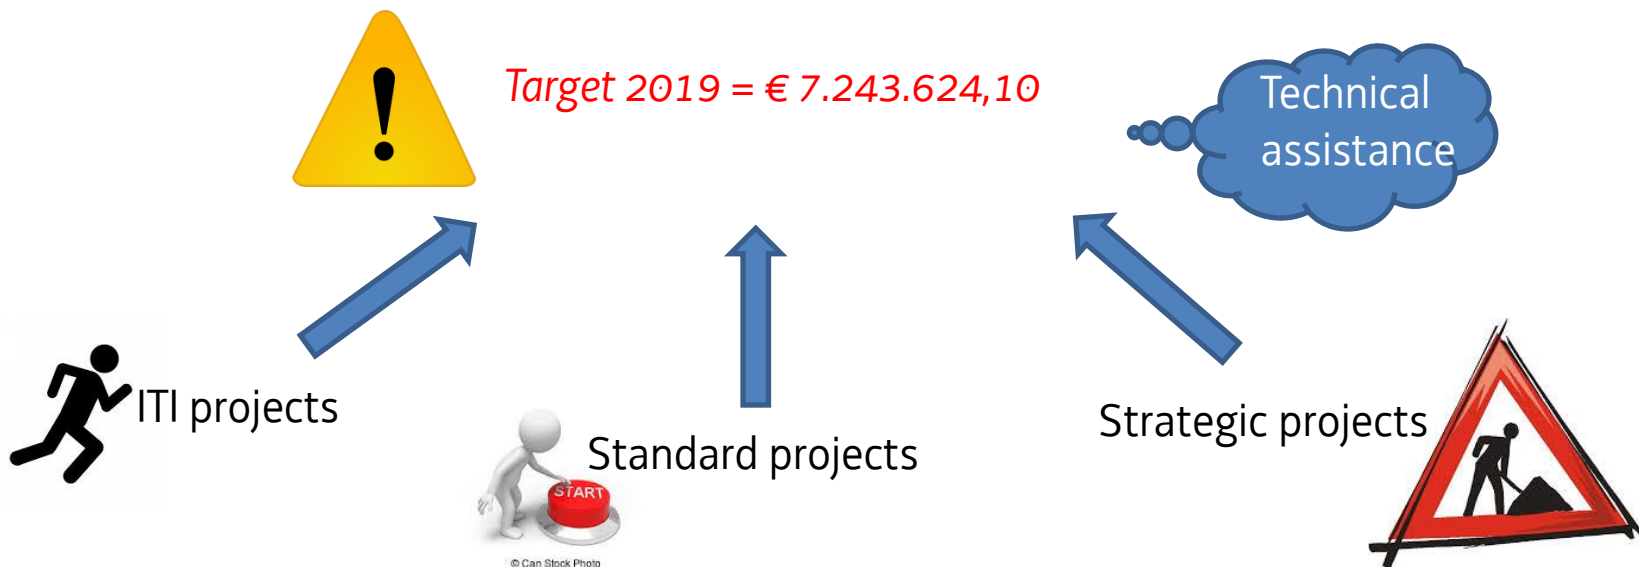 !
Target 2019 = € 7.243.624,10
Technical
assistance
ITI projects
Standard projects
Strategic projects
START
© Can Stock Photo